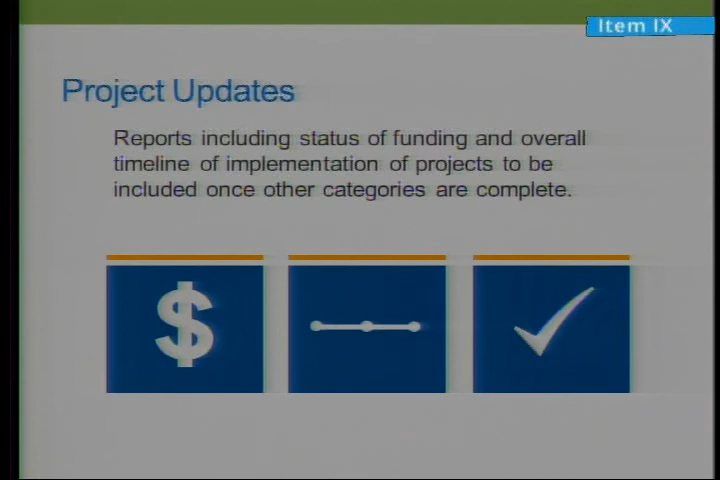 Item IX
Project Updates
Reports including status of funding and overall
timeline of implementation of projects to be
included once other categories are complete.
$